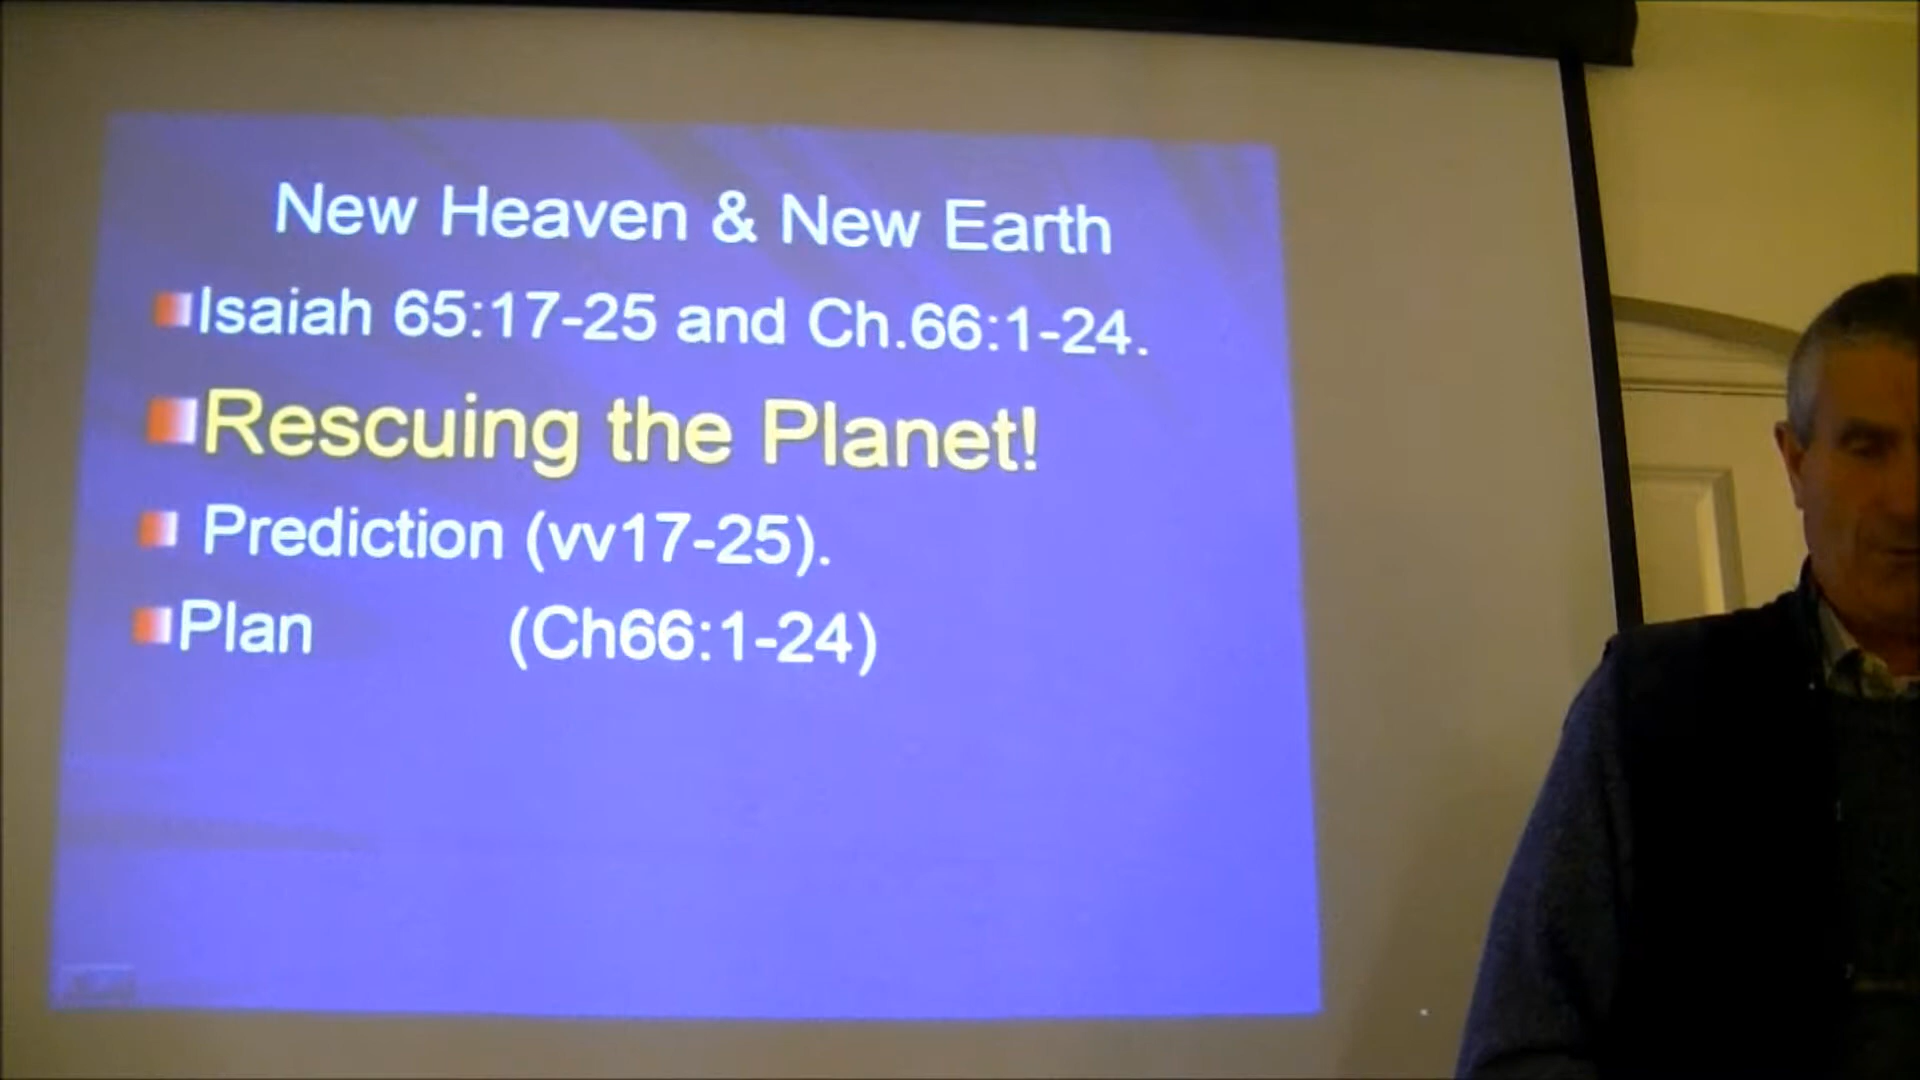 New Heaven & New Earth
Isaiah 65:17-25 and Ch.66:1-24.
Rescuing the Planet!
Prediction (vv17-25).
Plan (Ch66:1-24)